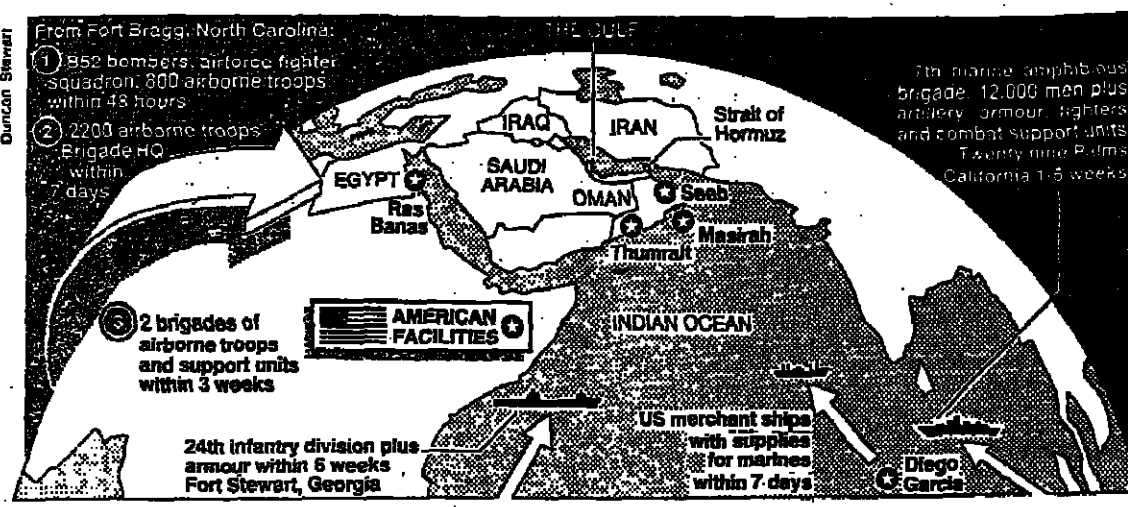 Duncan Stewart
From Fort Bragg, North Carolina:
1 B52 bombers, airforce fighter
squadron, 800 airborne troops
within 48 hours
2 2200 airborne troops
Brigade HQ
within
7 days
THE GULF
7th marine amphibious
brigade, 12,000 men plus
artillery armour, fighters
and combat support units
Twenty nine Palms
California 1-6 weeks
IRAQ
IRAN
Strait of
Hormuz
EGYPT
SAUDI
ARABIA
OMAN
Seeb
Ras
Banas
Masirah
Thumrait
2 brigades of
airborne troops
and support units
within 3 weeks
AMERICAN
FACILITIES
INDIAN OCEAN
24th infantry division plus
armour within 5 weeks
Fort Stewart, Georgia
US merchant ships
with supplies
for marines
within 7 days
Diego
Garcia